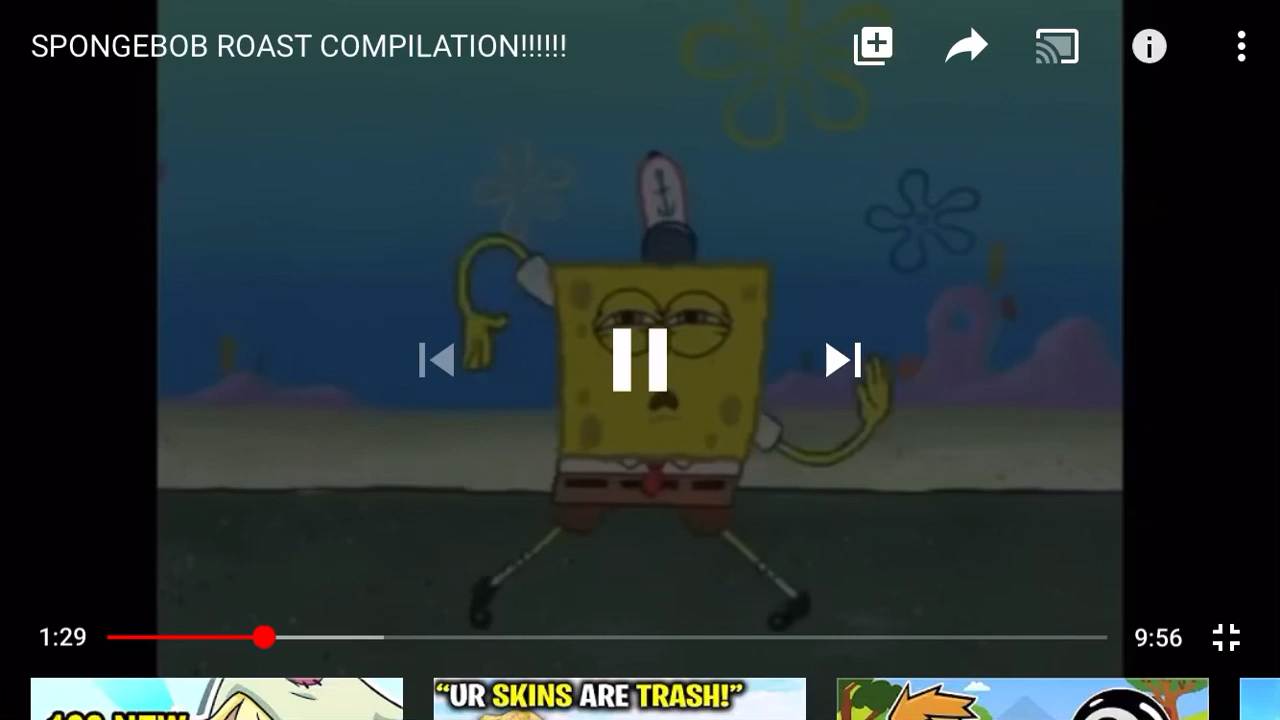 SPONGEBOB ROAST COMPILATION!!!!!!
1:29
9:56
"UR SKINS ARE TRASH!"